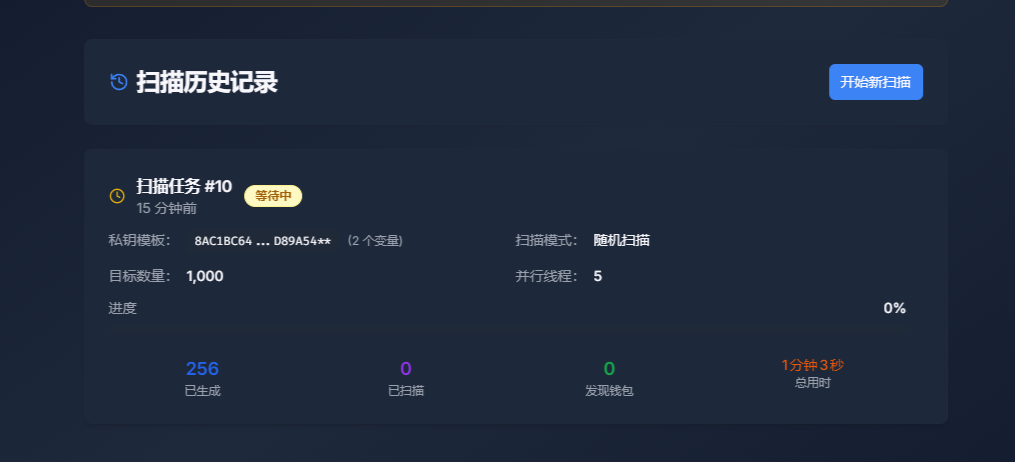 扫描历史记录
开始新扫描
扫描任务 #10
等待中
15 分钟前
私钥模板： 8AC1BC64 ... D89A54** (2 个变量)
扫描模式： 随机扫描
目标数量： 1,000
并行线程： 5
进度
0%
256
已生成
0
已扫描
0
发现钱包
1分钟3秒
总用时